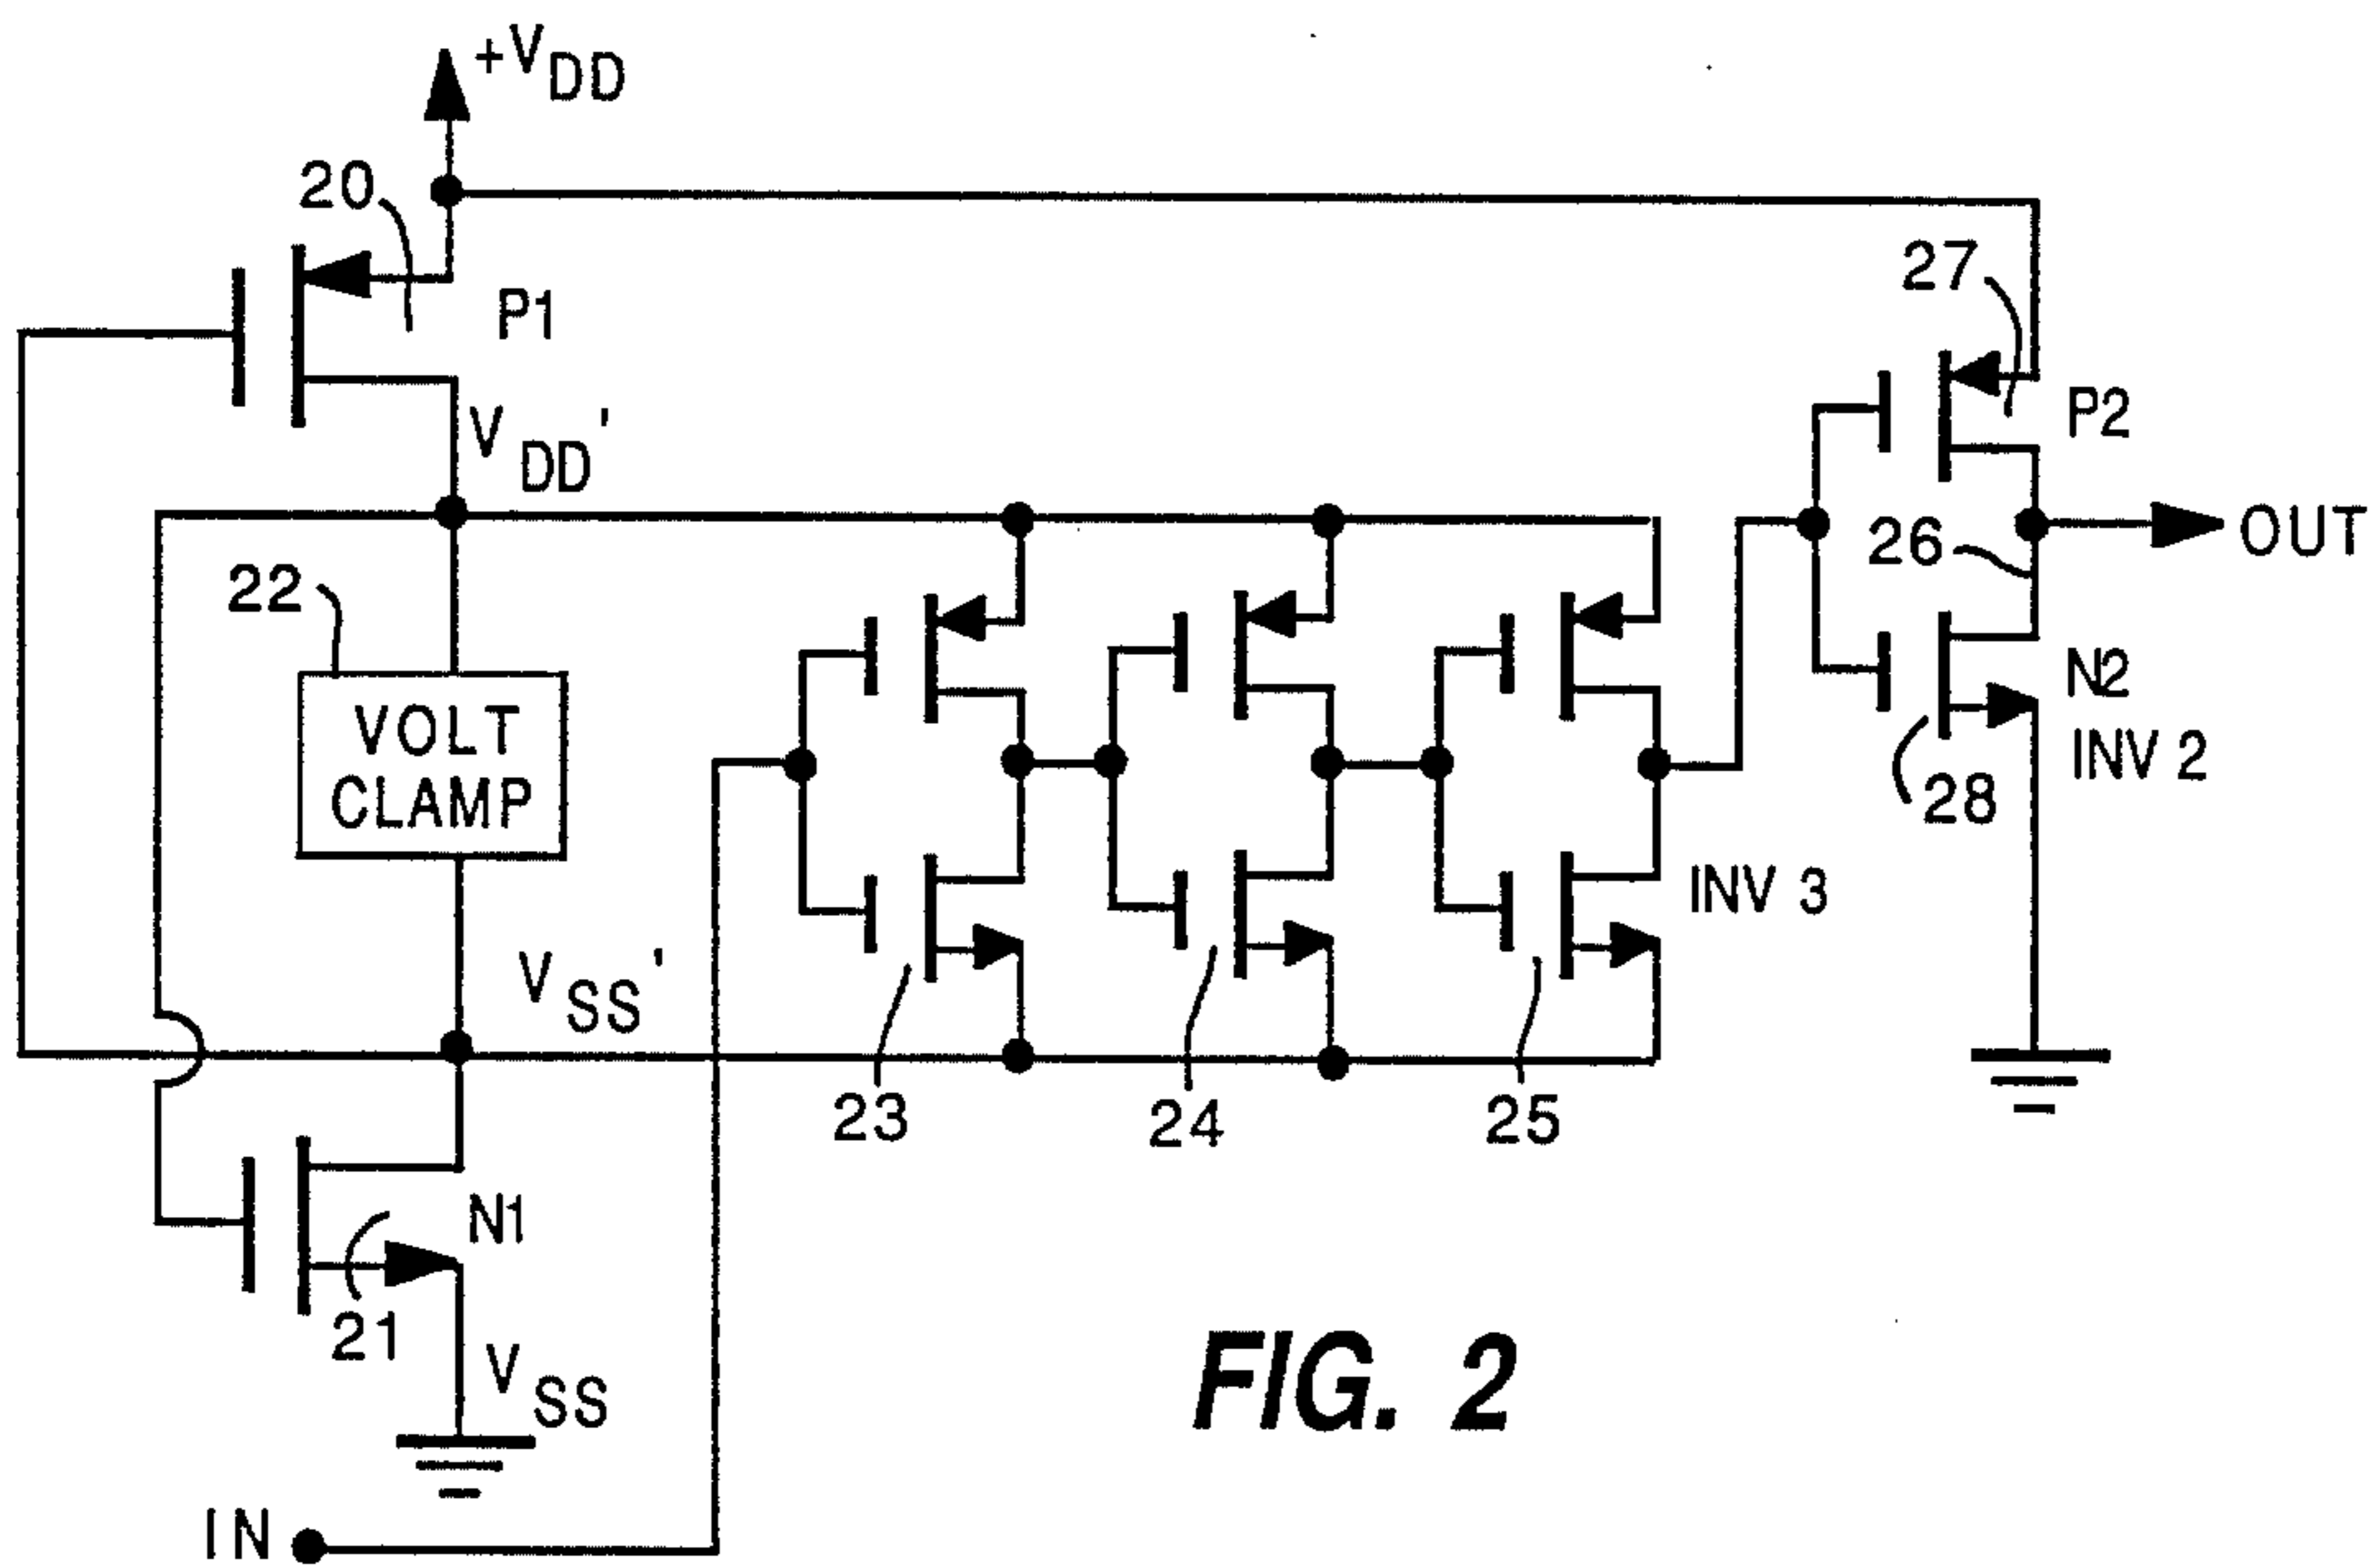 +VDD
20
P1
27
P2
VDD'
OUT
26
22
VOLT
CLAMP
N2
INV 2
28
INV 3
VSS'
23
24
25
N1
21
VSS
FIG. 2
IN